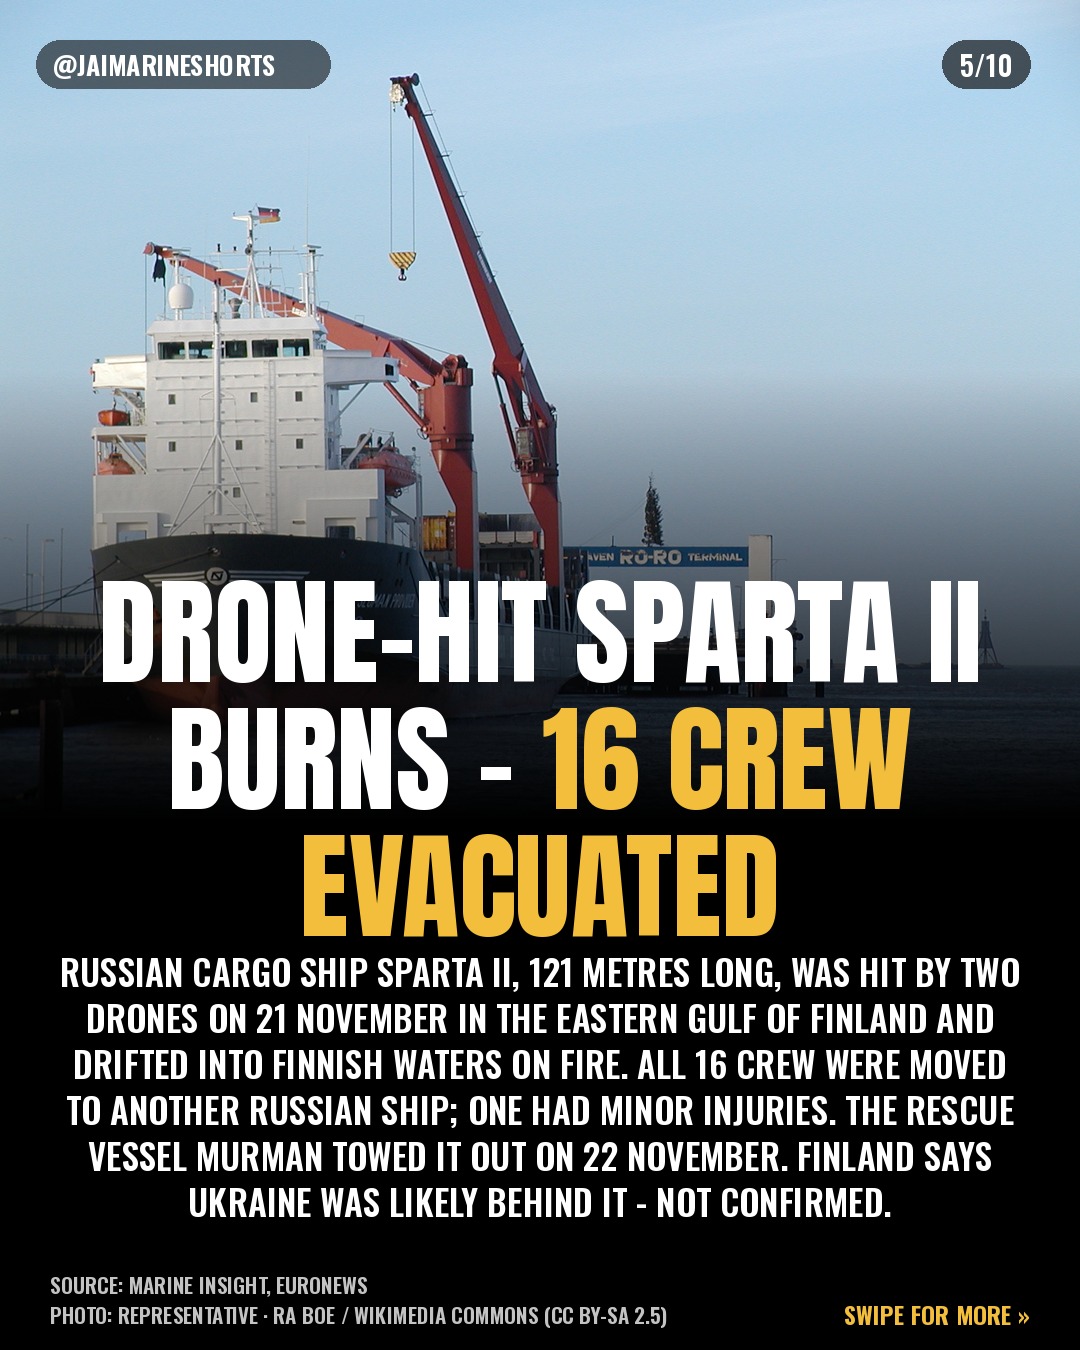 @JAIMARINESHORTS
5/10
RO-RO TERMINAL
DRONE-HIT SPARTA II
BURNS - 16 CREW
EVACUATED
RUSSIAN CARGO SHIP SPARTA II, 121 METRES LONG, WAS HIT BY TWO
DRONES ON 21 NOVEMBER IN THE EASTERN GULF OF FINLAND AND
DRIFTED INTO FINNISH WATERS ON FIRE. ALL 16 CREW WERE MOVED
TO ANOTHER RUSSIAN SHIP; ONE HAD MINOR INJURIES. THE RESCUE
VESSEL MURMAN TOWED IT OUT ON 22 NOVEMBER. FINLAND SAYS
UKRAINE WAS LIKELY BEHIND IT - NOT CONFIRMED.
SOURCE: MARINE INSIGHT, EURONEWS
PHOTO: REPRESENTATIVE · RA BOE / WIKIMEDIA COMMONS (CC BY-SA 2.5)
SWIPE FOR MORE »